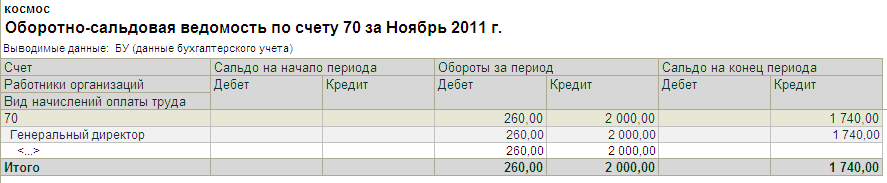 космос
Оборотно-сальдовая ведомость по счету 70 за Ноябрь 2011 г.
Выводимые данные: БУ (данные бухгалтерского учета)
Счет Сальдо на начало периода Обороты за период Сальдо на конец периода
Работники организаций Дебет Кредит Дебет Кредит Дебет Кредит
Вид начислений оплаты труда
70 260,00 2 000,00 1 740,00
Генеральный директор 260,00 2 000,00 1 740,00
<...> 260,00 2 000,00
Итого 260,00 2 000,00 1 740,00